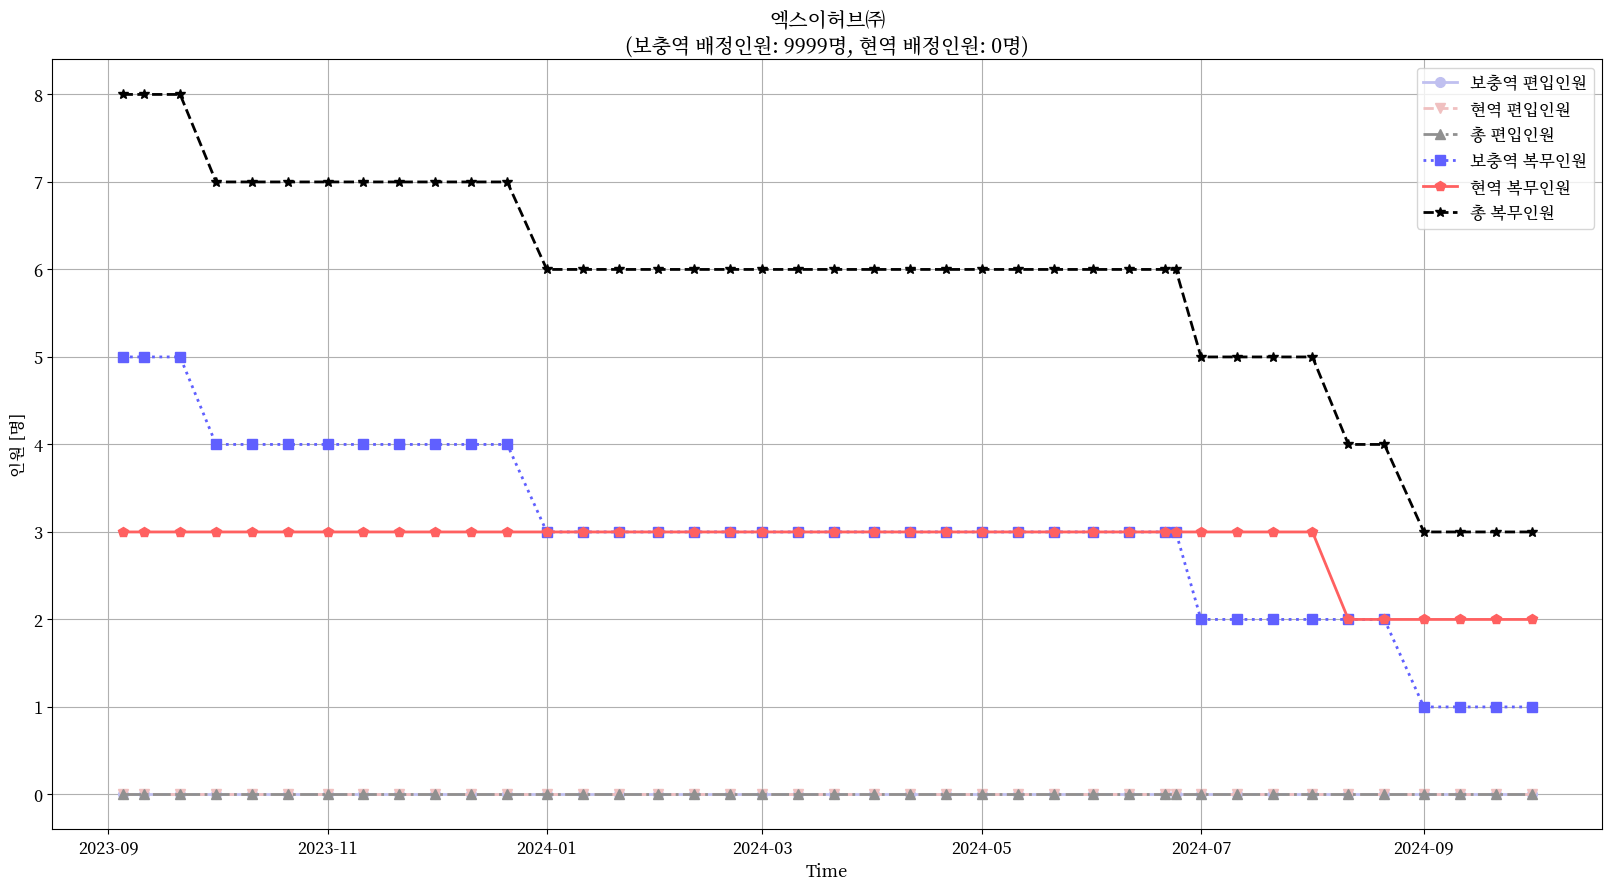 엑스이허브㈜
(보충역 배정인원: 9999명, 현역 배정인원: 0명)
보충역 편입인원
현역 편입인원
총 편입인원
보충역 복무인원
현역 복무인원
총 복무인원
인원 [명]
8
7
6
5
4
3
2
1
0
2023-09
2023-11
2024-01
2024-03
2024-05
2024-07
2024-09
Time